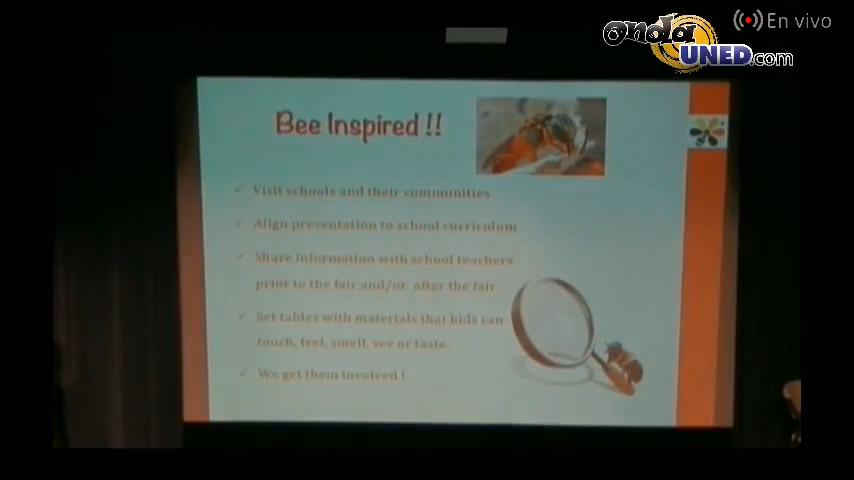 En vivo
onda
UNED.com
Bee Inspired !!
Visit schools and their communities
Align presentation to school curriculum
Share information with school teachers
prior to the fair and/or after the fair
Set tables with materials that kids can
touch, feel, smell, see or taste.
We get them involved !